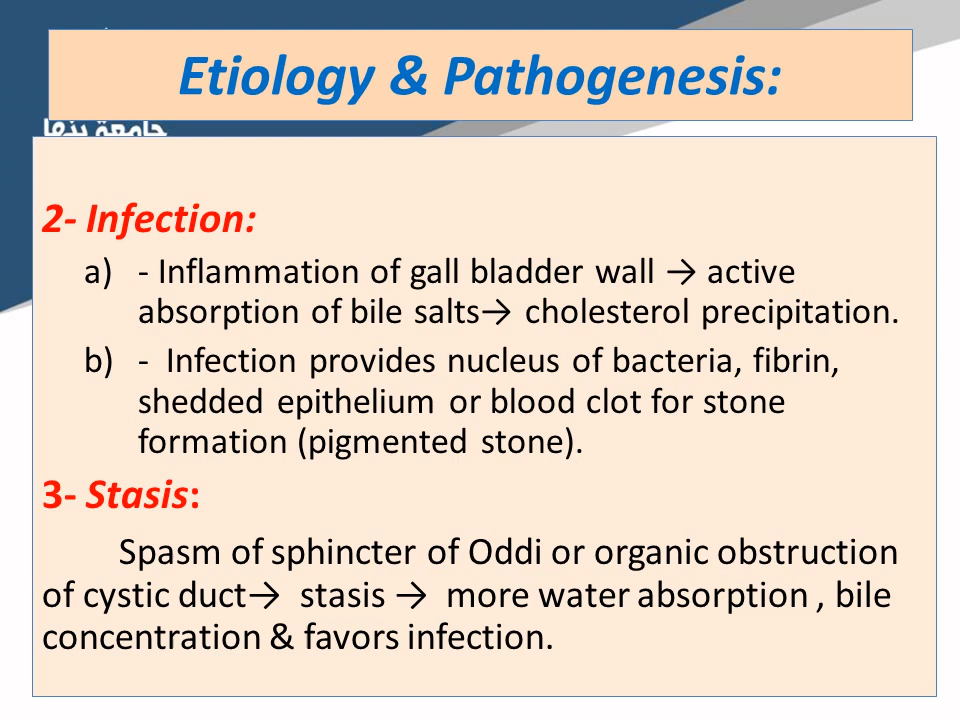 Etiology & Pathogenesis:
جامعة بنها
2- Infection:
a) - Inflammation of gall bladder wall → active
absorption of bile salts→ cholesterol precipitation.
b) - Infection provides nucleus of bacteria, fibrin,
shedded epithelium or blood clot for stone
formation (pigmented stone).
3- Stasis:
Spasm of sphincter of Oddi or organic obstruction
of cystic duct→ stasis → more water absorption , bile
concentration & favors infection.